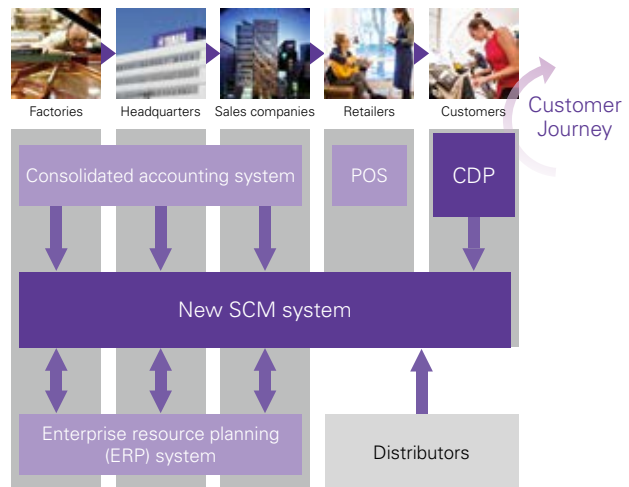 Factories
Headquarters
Sales companies
Retailers
Customers
Customer
Journey
Consolidated accounting system
POS
CDP
New SCM system
Enterprise resource planning
(ERP) system
Distributors